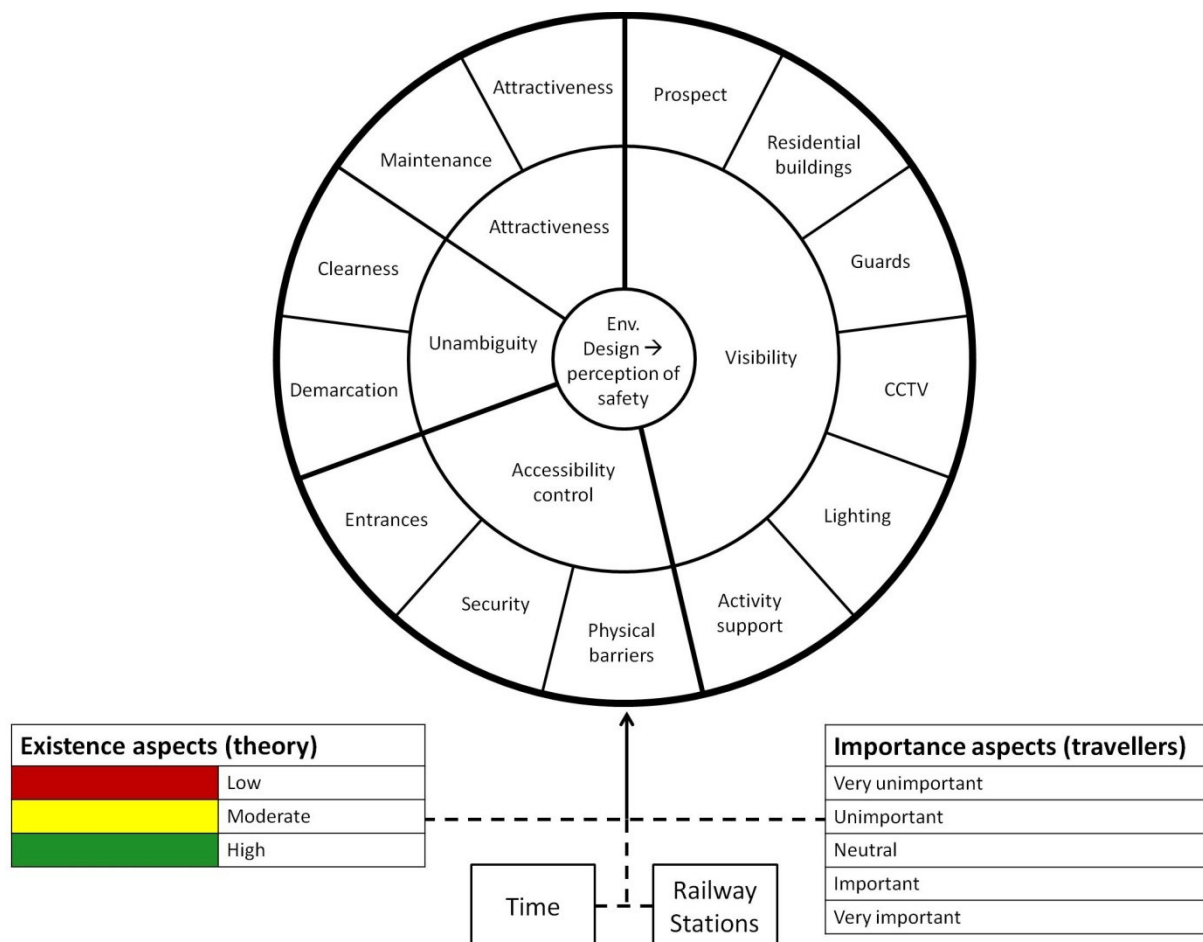 Attractiveness
Prospect
Maintenance
Residential
buildings
Attractiveness
Clearness
Guards
Unambiguity
Env.
Design →
perception of
safety
Visibility
Demarcation
CCTV
Accessibility
control
Entrances
Lighting
Security
Physical
barriers
Activity
support
Existence aspects (theory)
Low
Moderate
High
Importance aspects (travellers)
Very unimportant
Unimportant
Neutral
Important
Very important
Time
Railway
Stations